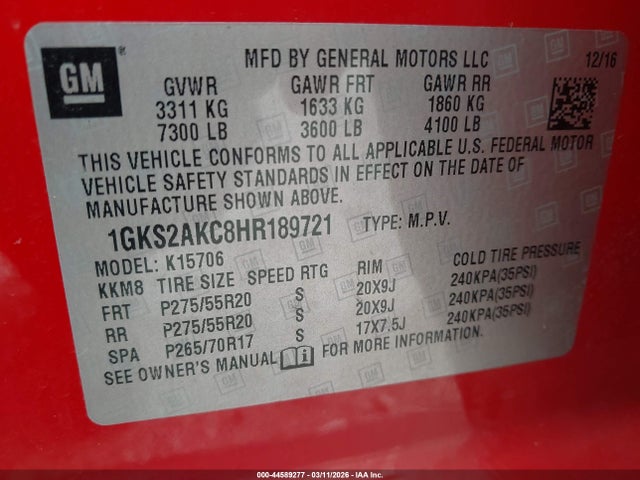 GM
MFD BY GENERAL MOTORS LLC 12/16
GVWR GAWR FRT GAWR RR
3311 KG 1633 KG 1860 KG
7300 LB 3600 LB 4100 LB
THIS VEHICLE CONFORMS TO ALL APPLICABLE U.S. FEDERAL MOTOR
VEHICLE SAFETY STANDARDS IN EFFECT ON THE DATE OF
MANUFACTURE SHOWN ABOVE.
1GKS2AKC8HR189721 TYPE: M.P.V.
MODEL: K15706
KKM8 TIRE SIZE SPEED RTG RIM COLD TIRE PRESSURE
FRT P275/55R20 S 20X9J 240KPA(35PSI)
RR P275/55R20 S 20X9J 240KPA(35PSI)
SPA P265/70R17 S 17X7.5J 240KPA(35PSI)
SEE OWNER'S MANUAL FOR MORE INFORMATION.
000-44589277 - 03/11/2026 - IAA Inc.